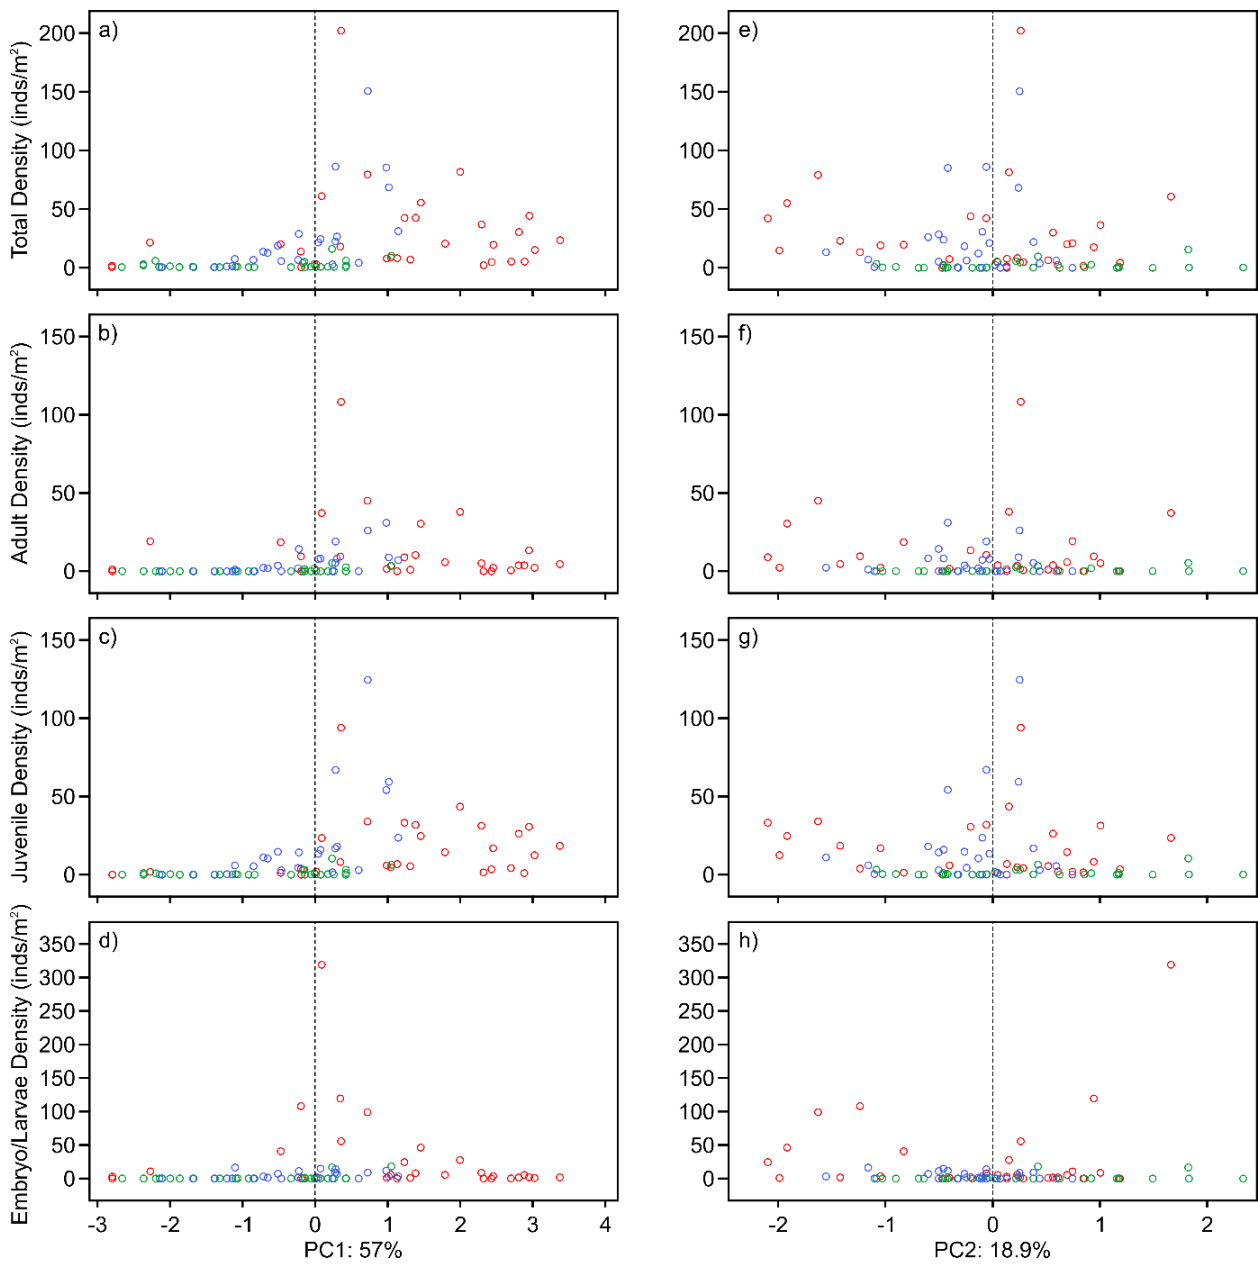 a)
200
150
100
50
0
Total Density (inds/m²)
e)
200
150
100
50
0
b)
150
100
50
0
Adult Density (inds/m²)
f)
150
100
50
0
c)
150
100
50
0
Juvenile Density (inds/m²)
g)
150
100
50
0
d)
350
300
250
200
150
100
50
0
Embryo/Larvae Density (inds/m²)
-3 -2 -1 0 1 2 3 4
PC1: 57%
h)
350
300
250
200
150
100
50
0
-2 -1 0 1 2
PC2: 18.9%